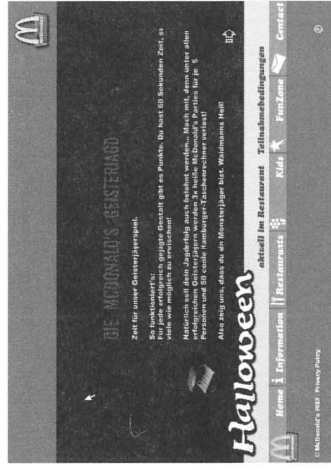 DIE MCDONALD'S GEISTERJAGD
Zeit für unser Geisterjägerspiel.
So funktioniert's:
Für jede erfolgreich gejagte Gestalt gibt es Punkte. Du hast 60 Sekunden Zeit, so
viele wie möglich zu erwischen!
Natürlich soll dein Jagderfolg auch belohnt werden... Mach mit, denn unter allen
erfolgreichen Geisterjägern werden 3x heiße McDonald's Parties für je 5
Personen und 50 coole Hamburger-Taschenrechner verlost!
Also zeig uns, dass du ein Monsterjäger bist. Waidmanns Heil!
Halloween
aktuell im Restaurant Teilnahmebedingungen
Home Information Restaurants Kids FunZone Contact
© McDonald's 2002 Privacy Policy